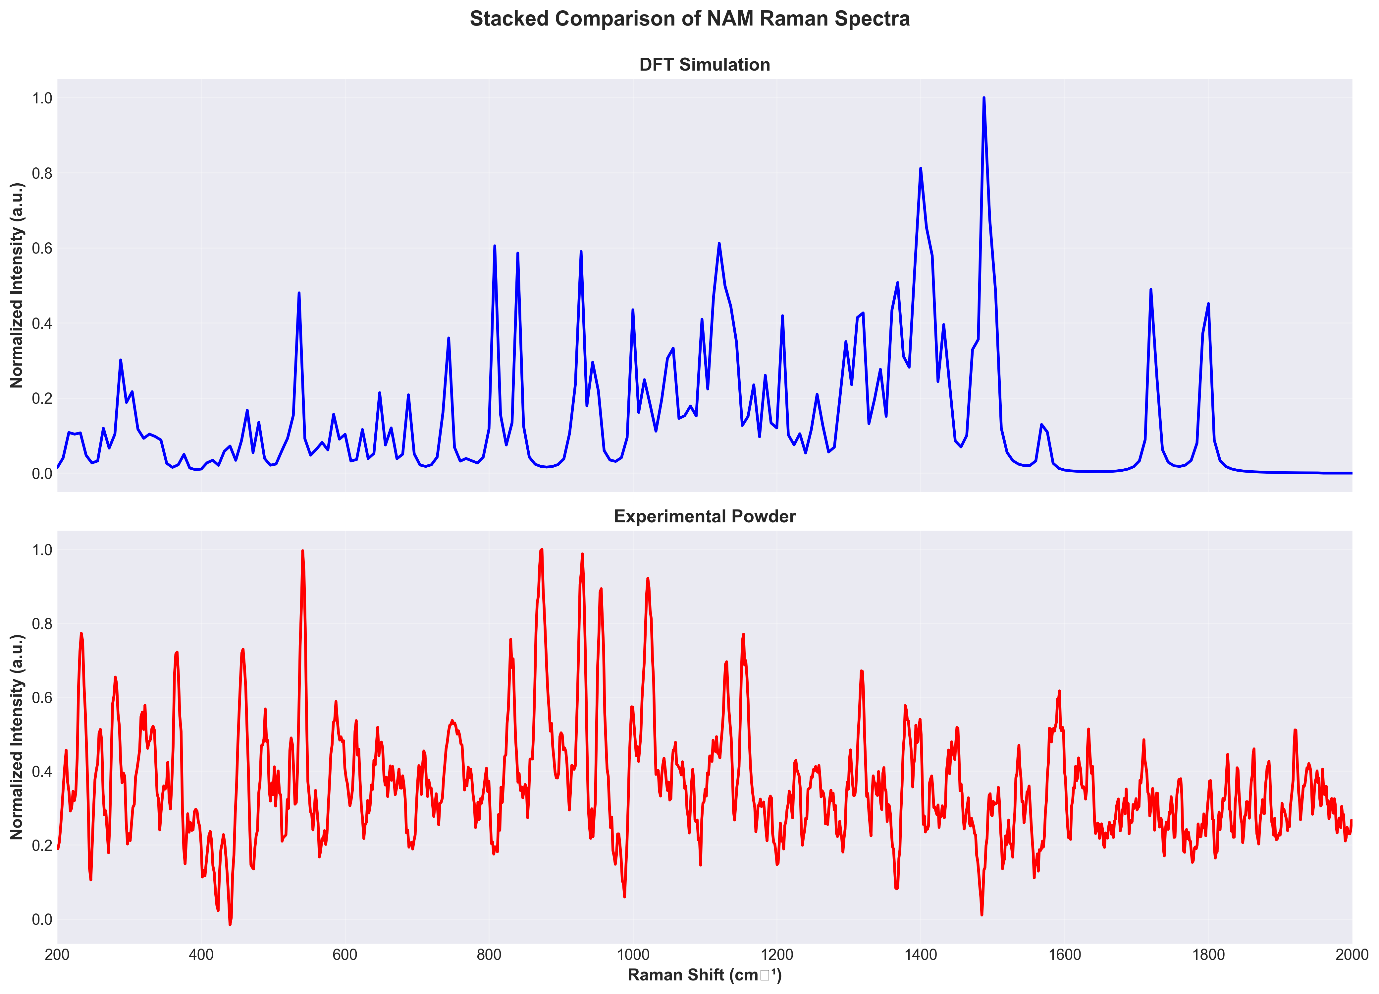 Stacked Comparison of NAM Raman Spectra
DFT Simulation
Normalized Intensity (a.u.)
1.0
0.8
0.6
0.4
0.2
0.0
Experimental Powder
Normalized Intensity (a.u.)
1.0
0.8
0.6
0.4
0.2
0.0
200 400 600 800 1000 1200 1400 1600 1800 2000
Raman Shift (cm□¹)